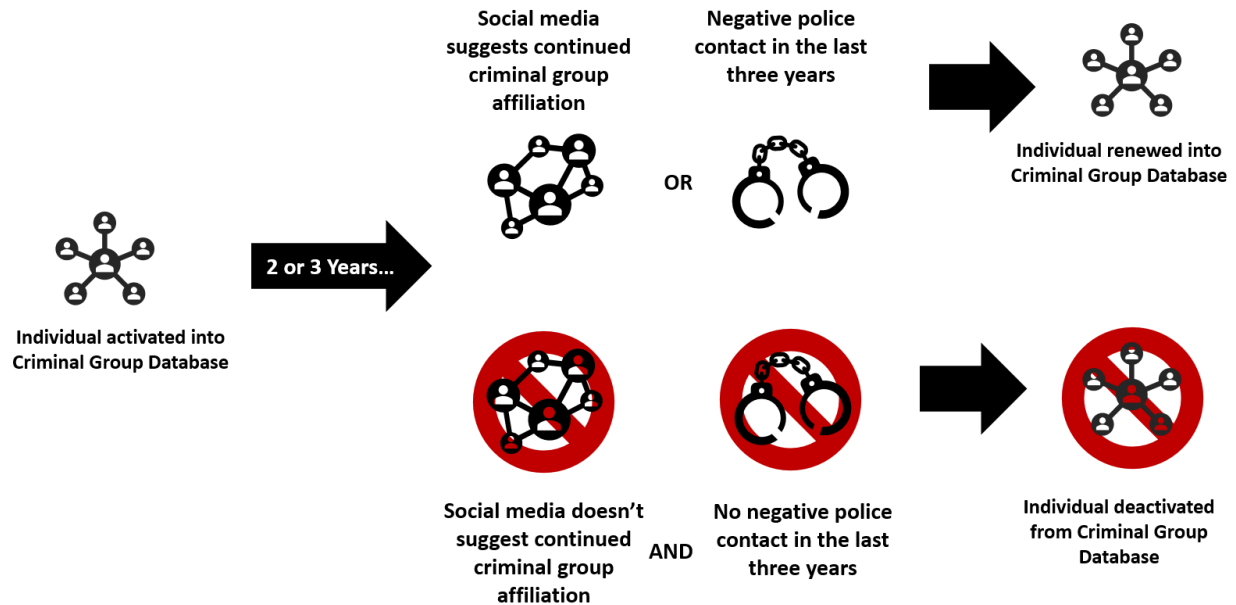 Individual activated into
Criminal Group Database
2 or 3 Years...
Social media
suggests continued
criminal group
affiliation
OR
Negative police
contact in the last
three years
Individual renewed into
Criminal Group Database
Social media doesn’t
suggest continued
criminal group
affiliation
AND
No negative police
contact in the last
three years
Individual deactivated
from Criminal Group
Database